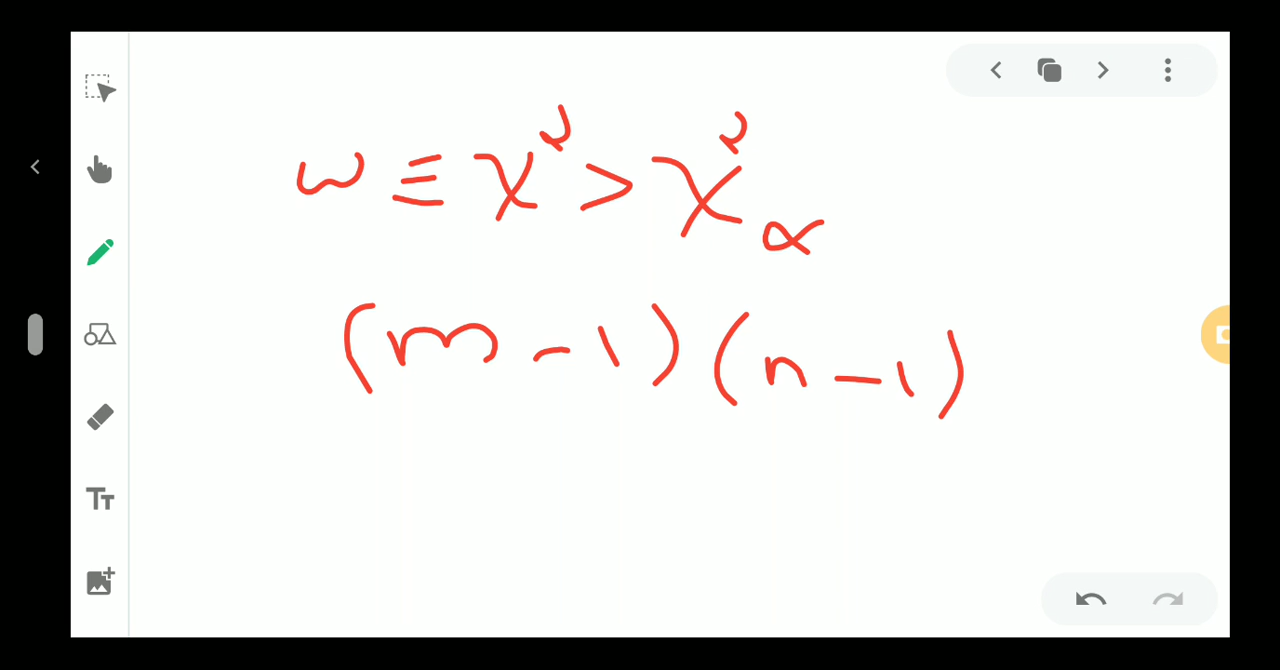 ω ≡ χ² > χ²α
(m - 1) (n - 1)